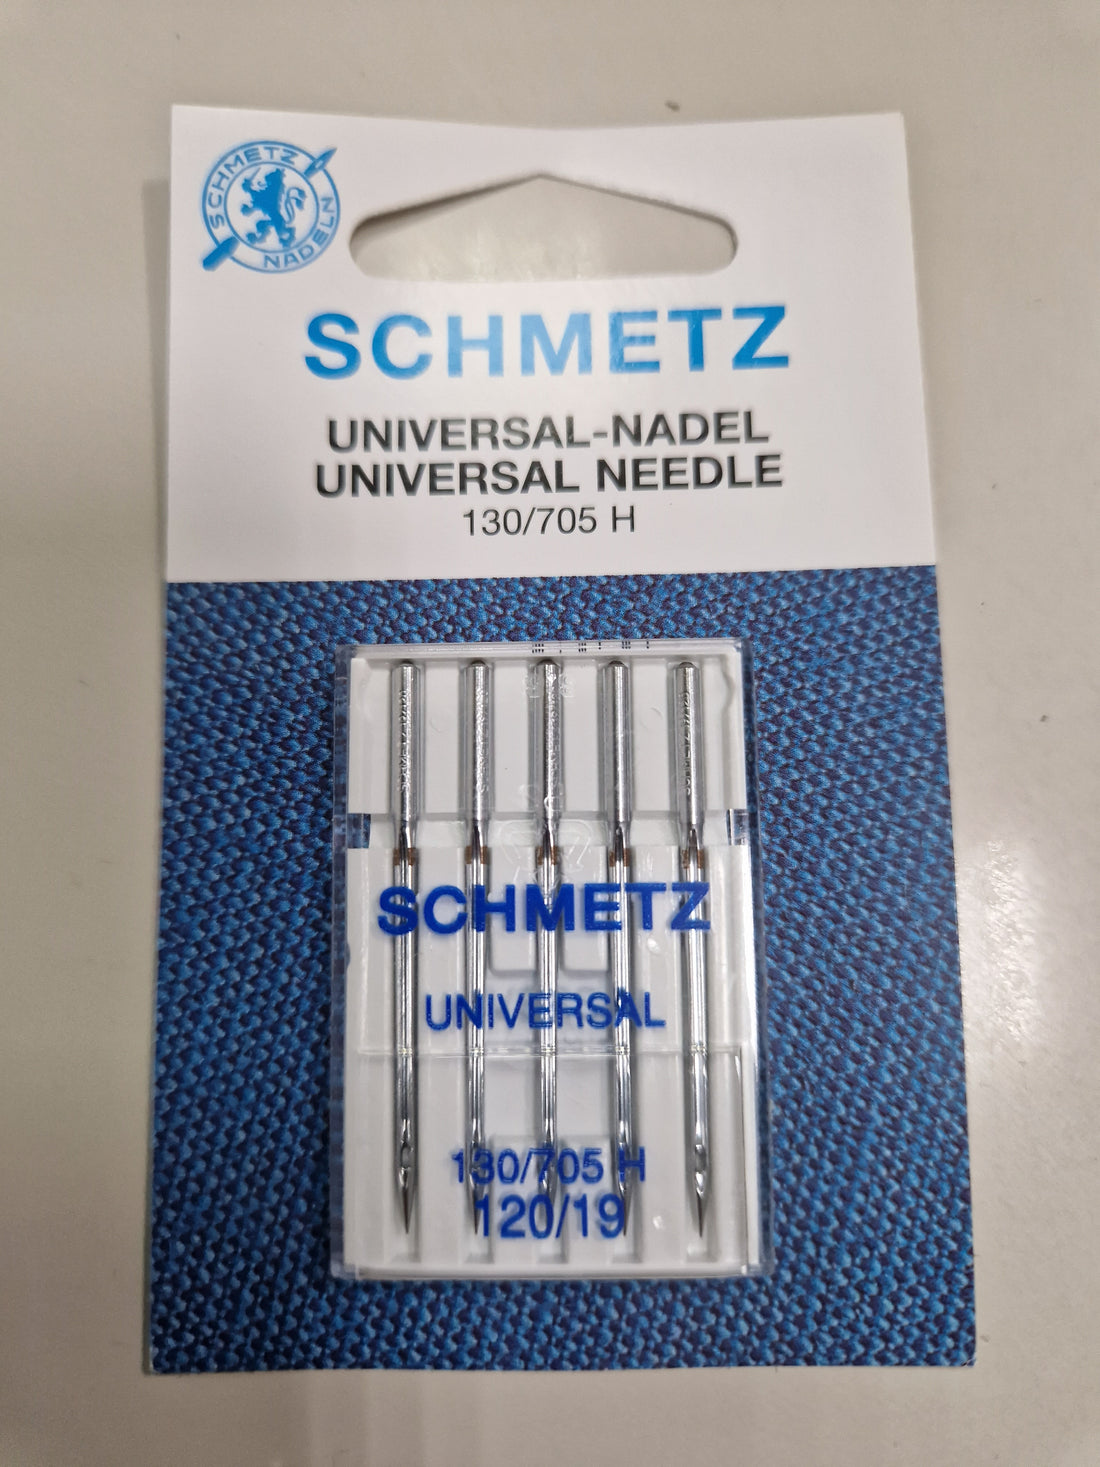 SCHMETZ
NADELN
SCHMETZ
UNIVERSAL-NADEL
UNIVERSAL NEEDLE
130/705 H
SCHMETZ
UNIVERSAL
130/705 H
120/19